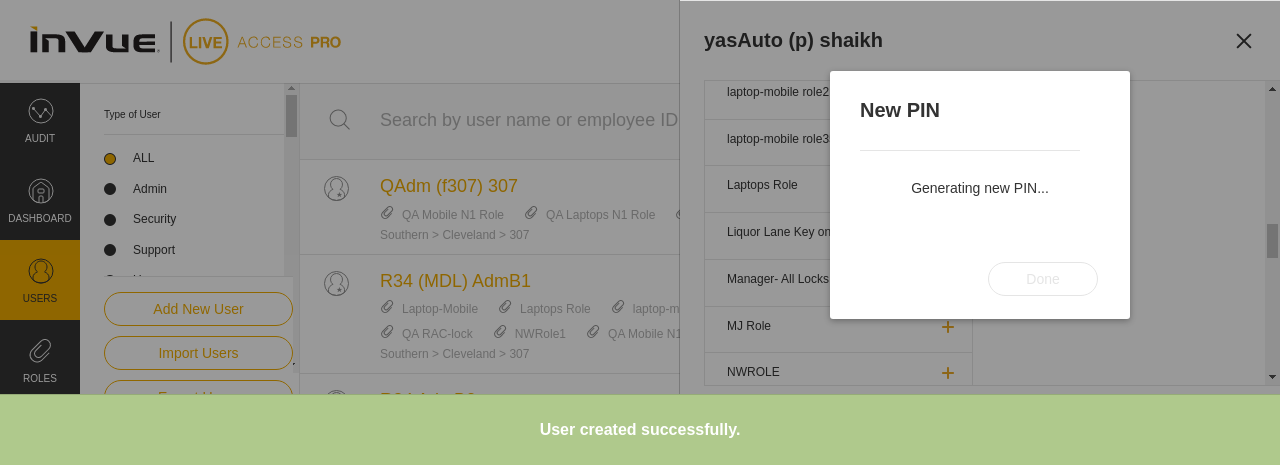 inVue LIVE ACCESS PRO
AUDIT
DASHBOARD
USERS
ROLES
Type of User
ALL
Admin
Security
Support
Add New User
Import Users
Search by user name or employee ID
QAdm (f307) 307
QA Mobile N1 Role QA Laptops N1 Role
Southern > Cleveland > 307
R34 (MDL) AdmB1
Laptop-Mobile Laptops Role laptop-m
QA RAC-lock NWRole1 QA Mobile N1
Southern > Cleveland > 307
yasAuto (p) shaikh
laptop-mobile role2
laptop-mobile role3
Laptops Role
Liquor Lane Key on
Manager- All Locks
MJ Role
NWROLE
New PIN
Generating new PIN...
Done
User created successfully.